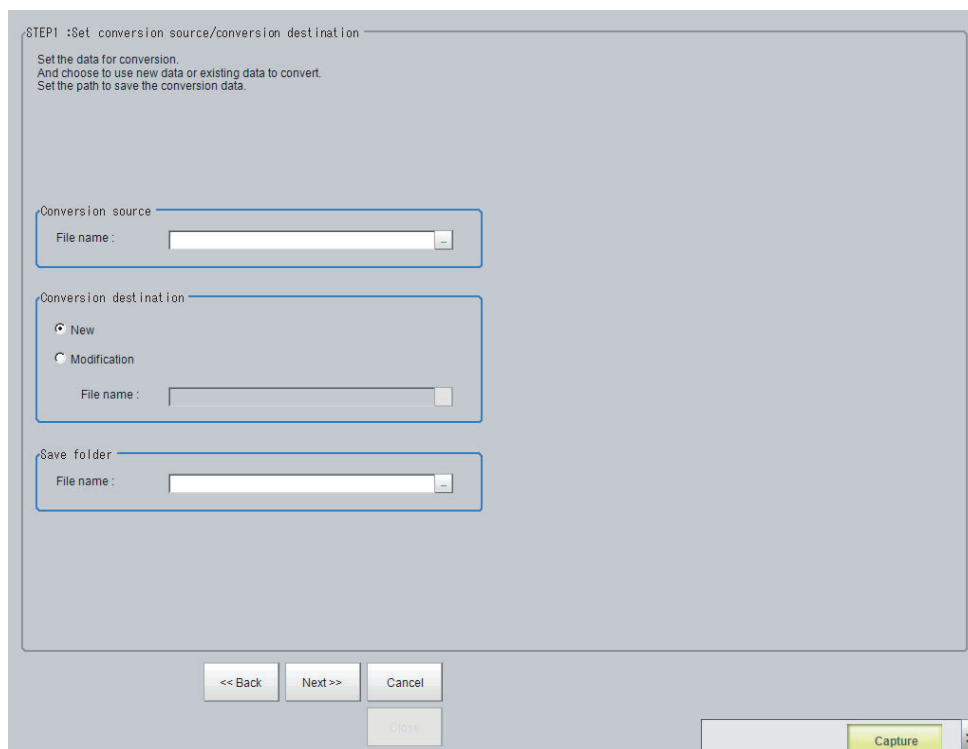 STEP1 :Set conversion source/conversion destination
Set the data for conversion.
And choose to use new data or existing data to convert.
Set the path to save the conversion data.
Conversion source
File name :
...
Conversion destination
New
Modification
File name :
Save folder
File name :
...
<< Back
Next >>
Cancel
Close
Capture